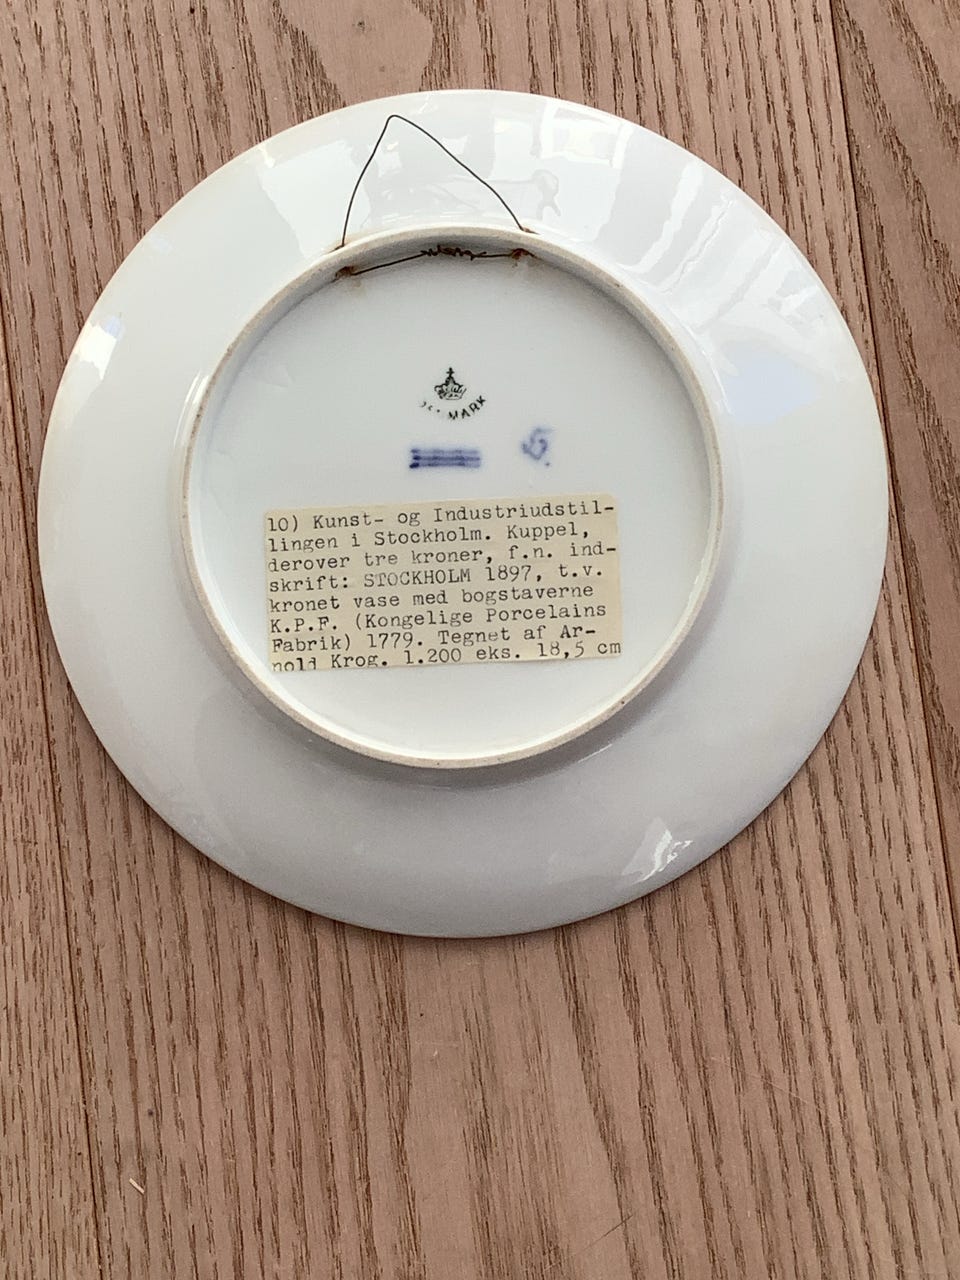 MARK
10) Kunst- og Industriudstil-
lingen i Stockholm. Kuppel,
derover tre kroner, f.n. ind-
skrift: STOCKHOLM 1897, t.v.
kronet vase med bogstaverne
K.P.F. (Kongelige Porcelains
Fabrik) 1779. Tegnet af Ar-
nold Krog. 1.200 eks. 18,5 cm